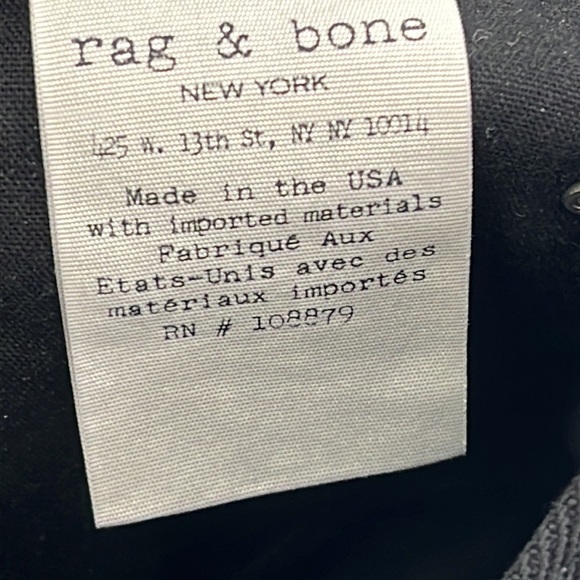 rag & bone
NEW YORK
425 W. 13th St, NY NY 10014
Made in the USA
with imported materials
Fabriqué Aux
Etats-Unis avec des
matériaux importés
RN # 108879